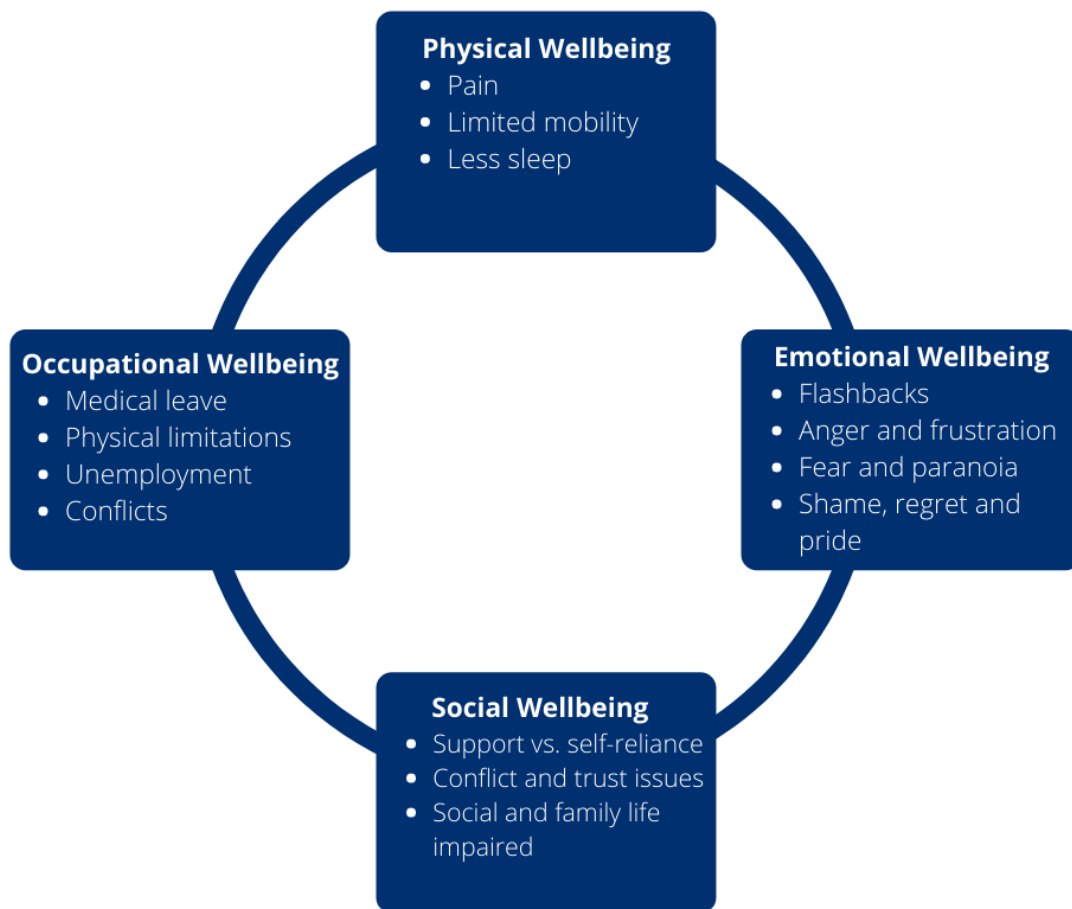 Physical Wellbeing
• Pain
• Limited mobility
• Less sleep
Occupational Wellbeing
• Medical leave
• Physical limitations
• Unemployment
• Conflicts
Emotional Wellbeing
• Flashbacks
• Anger and frustration
• Fear and paranoia
• Shame, regret and
pride
Social Wellbeing
• Support vs. self-reliance
• Conflict and trust issues
• Social and family life
impaired